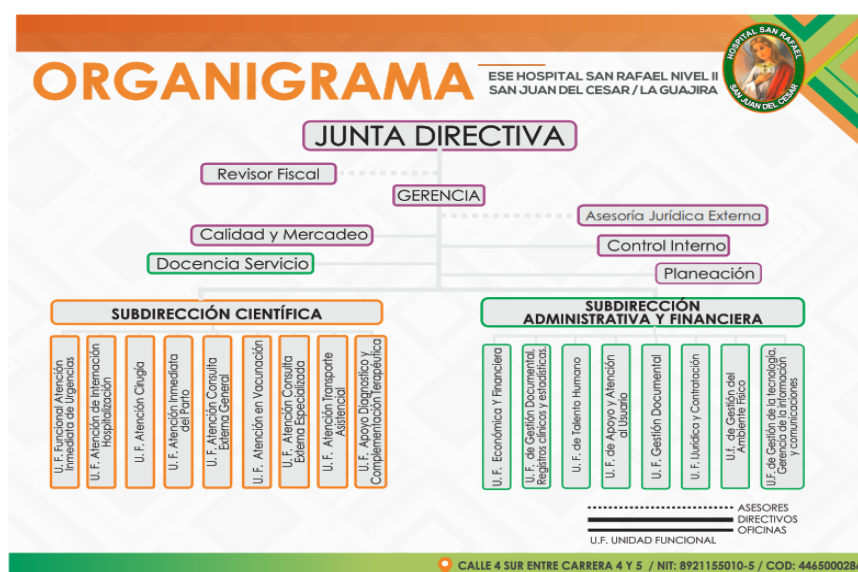 ORGANIGRAMA
ESE HOSPITAL SAN RAFAEL NIVEL II
SAN JUAN DEL CESAR / LA GUAJIRA
HOSPITAL SAN RAFAEL
SAN JUAN DEL CESAR
JUNTA DIRECTIVA
Revisor Fiscal
GERENCIA
Asesoría Jurídica Externa
Calidad y Mercadeo
Control Interno
Docencia Servicio
Planeación
SUBDIRECCIÓN CIENTÍFICA
SUBDIRECCIÓN
ADMINISTRATIVA Y FINANCIERA
U. F. Funcional Atención
Inmediata de Urgencias
U. F. Atención de Internación
Hospitalización
U. F. Atención Cirugía
U. F. Atención Inmediata
del Parto
U. F. Atención Consulta
Externa General
U. F. Atención en Vacunación
U. F. Atención Consulta
Externa Especializada
U. F. Atención Transporte
Asistencial
U. F. Apoyo Diagnostico y
Complementación Terapéutica
U. F. Económica Y Financiera
U. F. de Gestión Documental,
Registros clínicos y estadísticas.
U. F. de Talento Humano
U. F. de Apoyo y Atención
al Usuario
U. F. Gestión Documental
U. F. Uurídica y Contratación
U.f. de Gestión del
Ambiente Físico
U.F. de Gestión de la tecnología,
Gerencia de la información
y comunicaciones
ASESORES
DIRECTIVOS
OFICINAS
U.F. UNIDAD FUNCIONAL
CALLE 4 SUR ENTRE CARRERA 4 Y 5 / NIT: 8921155010-5 / COD: 446500028